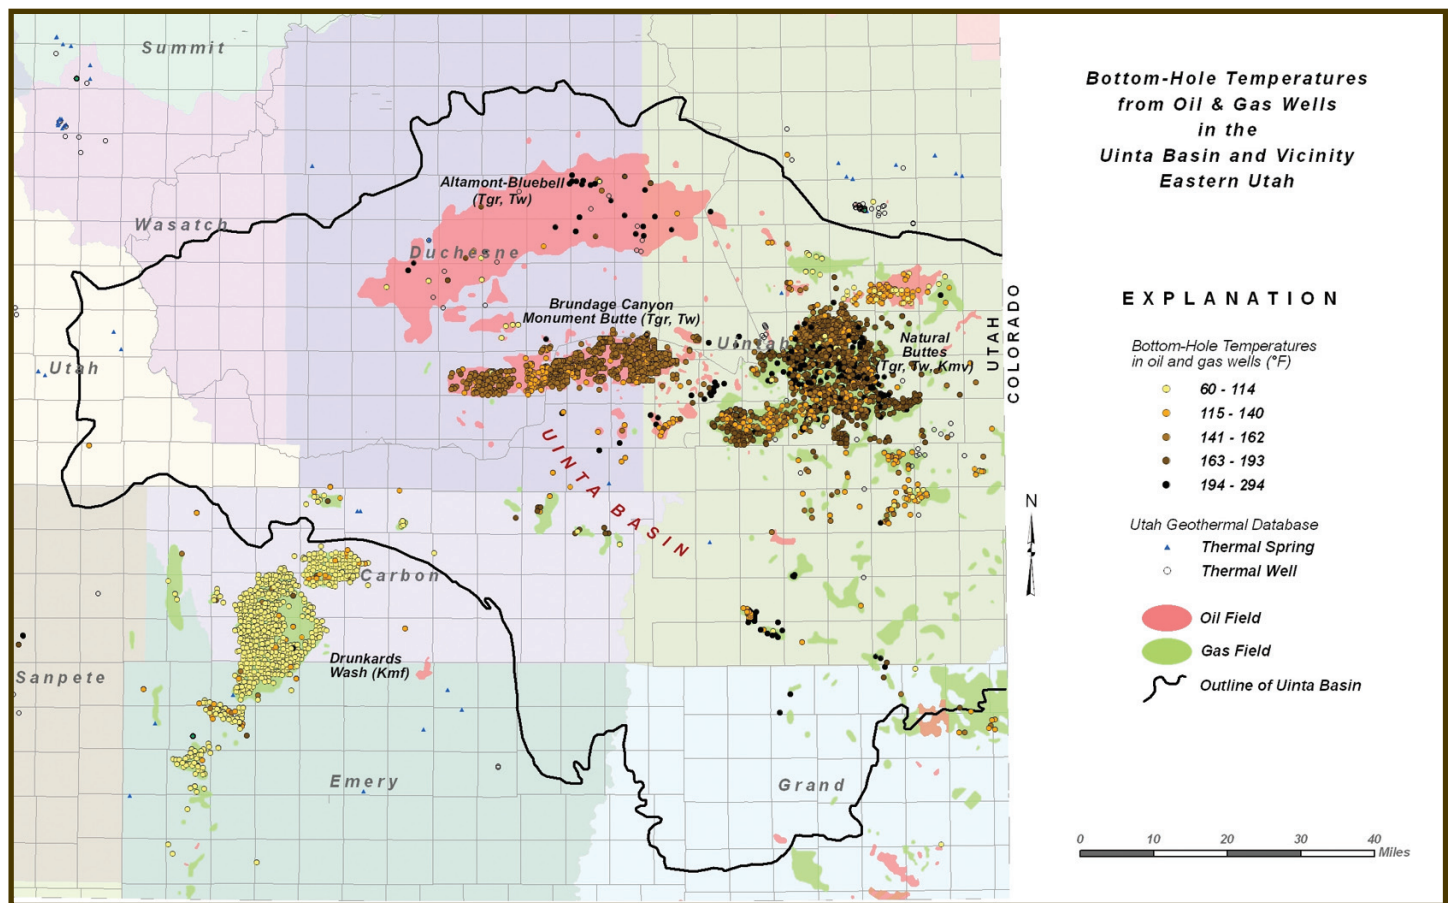 Bottom-Hole Temperatures
from Oil & Gas Wells
in the
Uinta Basin and Vicinity
Eastern Utah
Summit
Wasatch
Altamont-Bluebell
(Tgr, Tw)
Duchesne
Brundage Canyon
Monument Butte (Tgr, Tw)
Uintah
Natural
Buttes
(Tgr, Tw, Kmv)
Utah
UINTA BASIN
UTAH
COLORADO
Carbon
Drunkards
Wash (Kmf)
Sanpete
Emery
Grand
EXPLANATION
Bottom-Hole Temperatures
in oil and gas wells (°F)
60 - 114
115 - 140
141 - 162
163 - 193
194 - 294
N
Utah Geothermal Database
Thermal Spring
Thermal Well
Oil Field
Gas Field
Outline of Uinta Basin
0 10 20 30 40
Miles